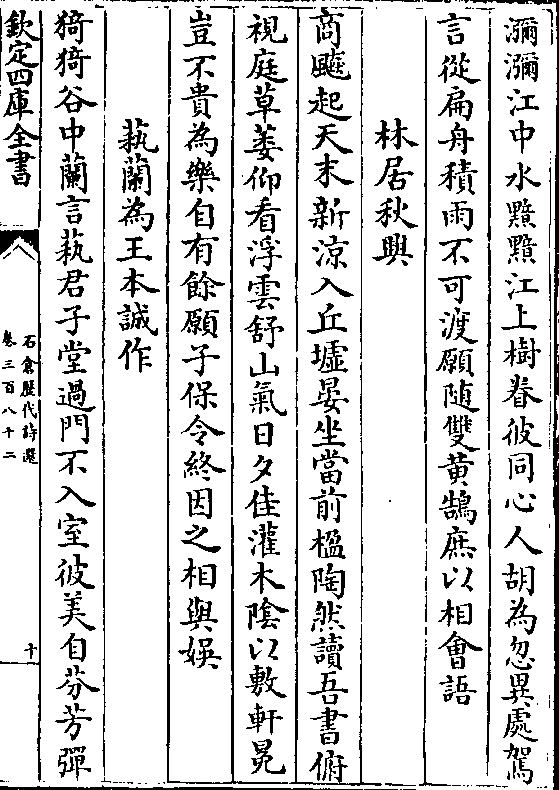 瀰瀰江中水黯黯江上樹眷彼同心人胡為忽異處駕
言從扁舟積雨不可渡願随雙黄鵠庶以相會語
林居秋興
商飇起天末新涼入丘墟晏坐當前楹陶然讀吾書俯
視庭草萎仰看浮雲舒山氣日夕佳灌木陰以敷軒冕
豈不貴為樂自有餘願子保令終因之相與娱
蓺蘭為王本誠作
猗猗谷中蘭言蓺君子堂過門不入室彼美自芬芳彈
欽定四庫全書
石倉歴代詩選
卷三百八十二
十